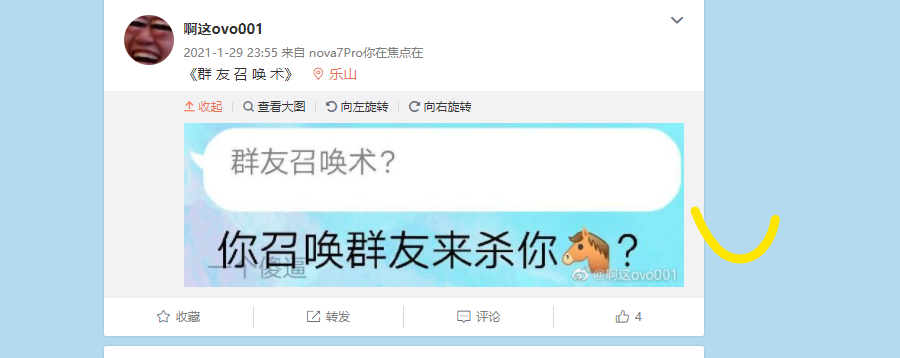 啊这ovo001
2021-1-29 23:55 来自 nova7Pro你在焦点在
《群 友 召 唤 术》 乐山
收起 查看大图 向左旋转 向右旋转
群友召唤术?
你召唤群友来杀你🐴?
一个傻逼
@啊这ovo001
收藏 转发 评论 4